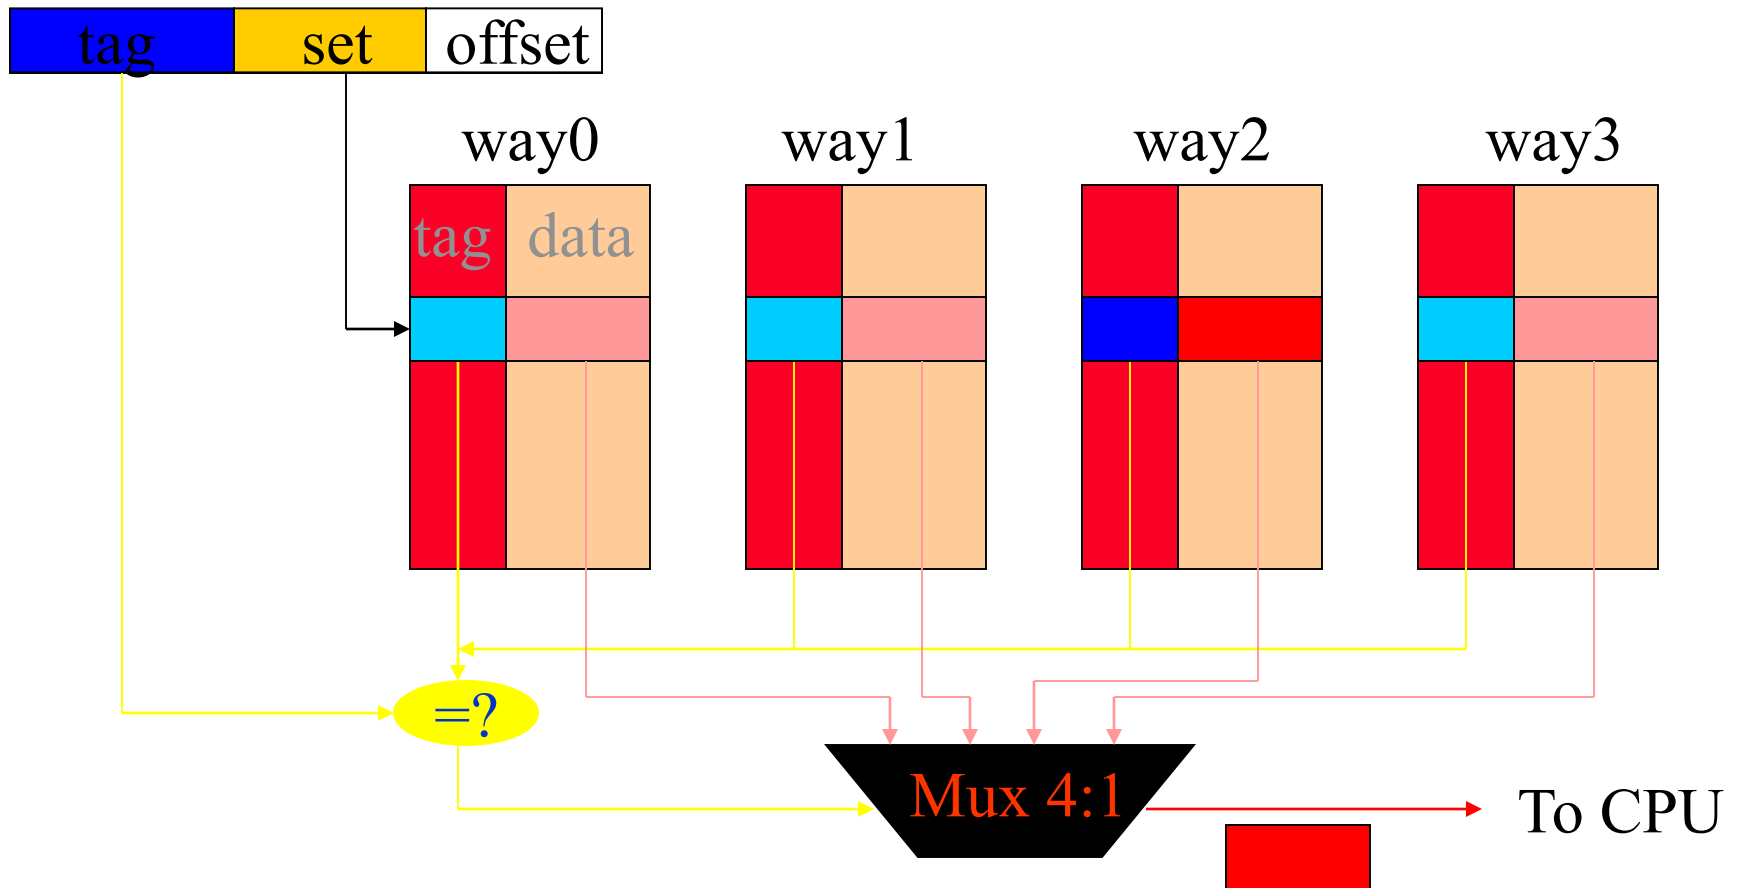 tag set offset
way0 way1 way2 way3
tag data
=?
Mux 4:1
To CPU